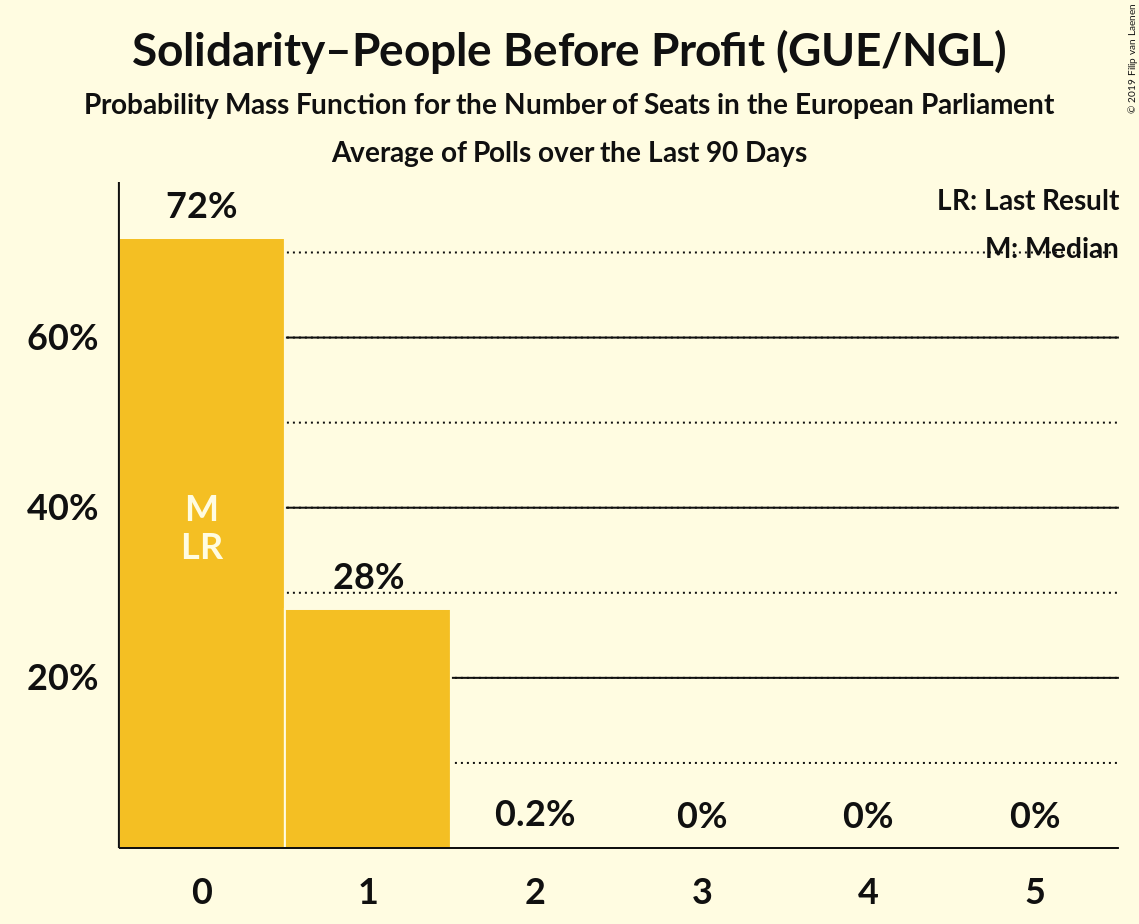 Solidarity–People Before Profit (GUE/NGL)
Probability Mass Function for the Number of Seats in the European Parliament
Average of Polls over the Last 90 Days
© 2019 Filip van Laenen
LR: Last Result
M: Median
72%
60%
40%
20%
M
LR
28%
0.2%
0%
0%
0%
0
1
2
3
4
5